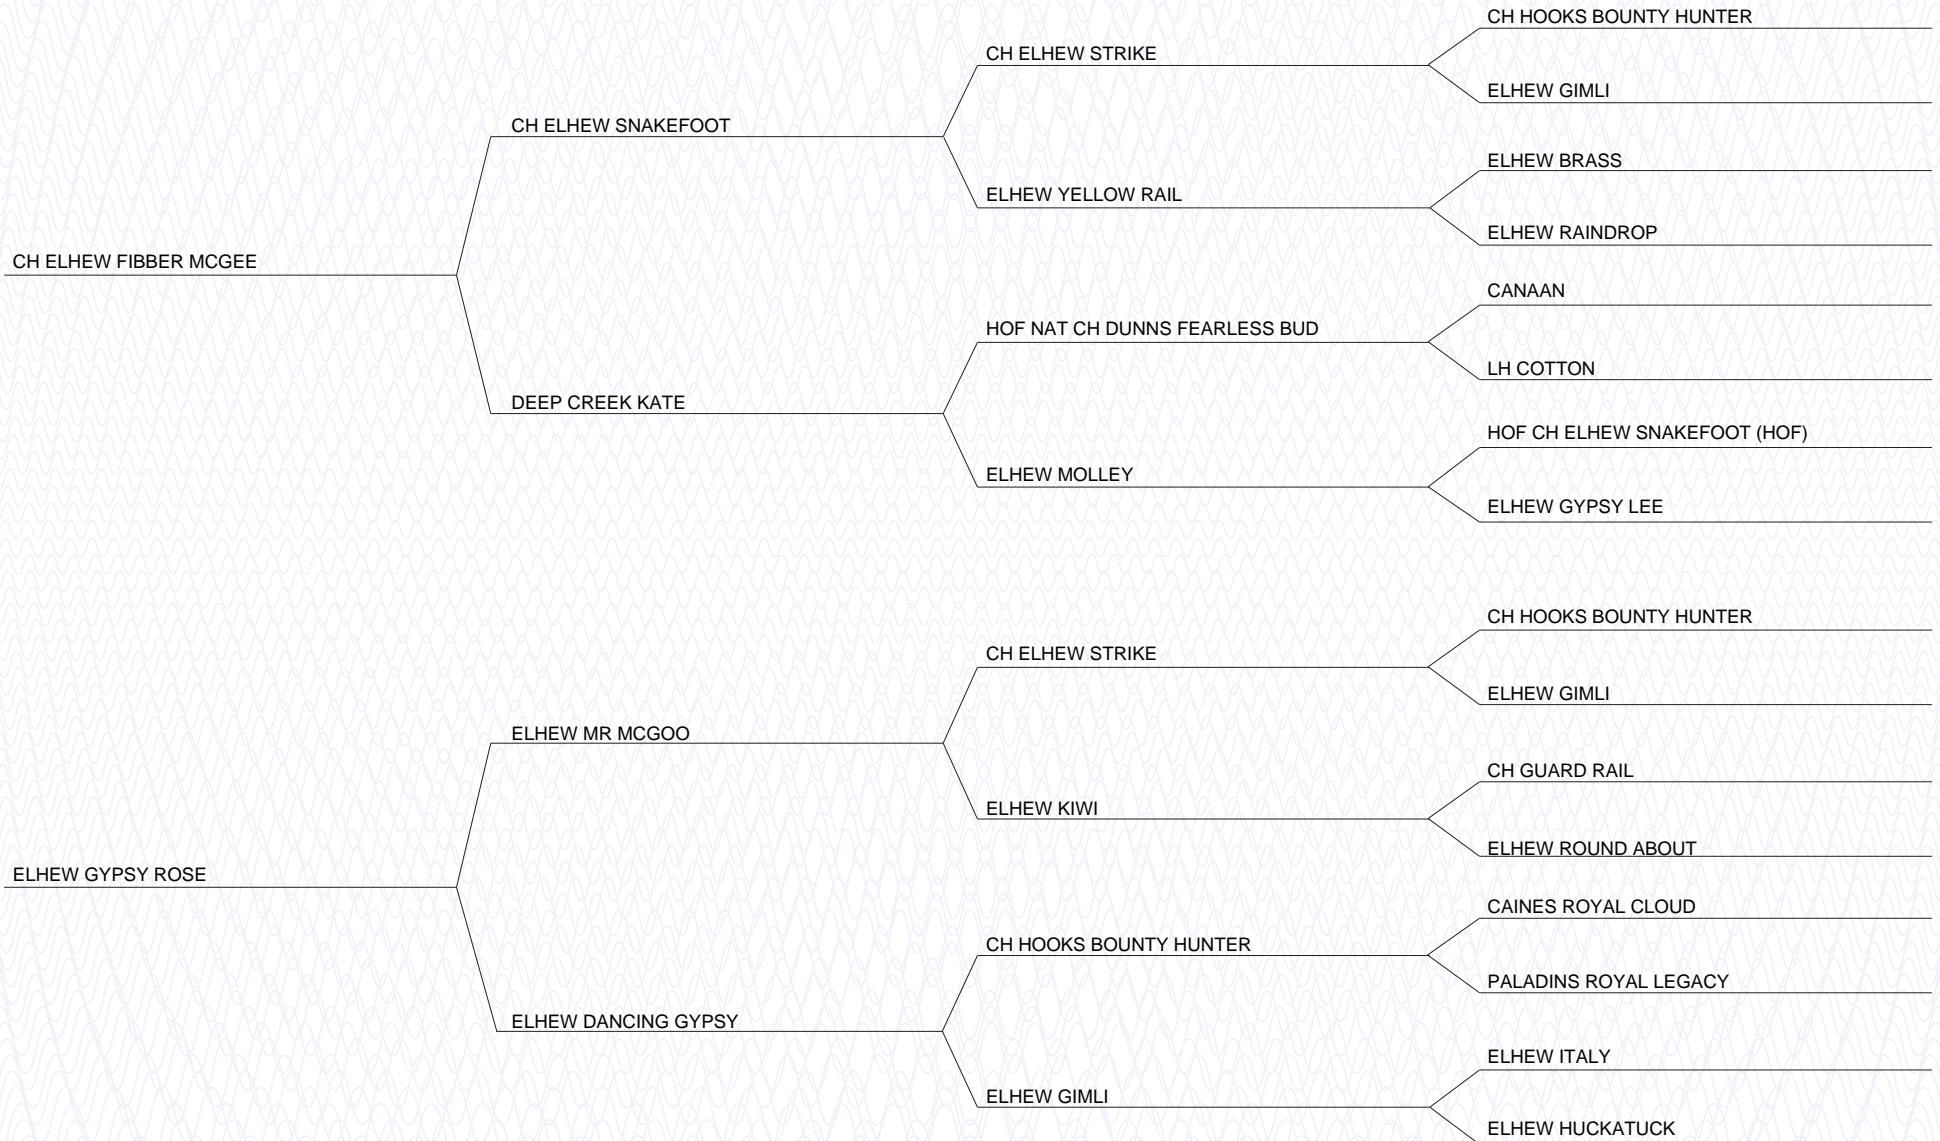 CH HOOKS BOUNTY HUNTER
CH ELHEW STRIKE
ELHEW GIMLI
CH ELHEW SNAKEFOOT
ELHEW BRASS
ELHEW YELLOW RAIL
ELHEW RAINDROP
CH ELHEW FIBBER MCGEE
CANAAN
HOF NAT CH DUNNS FEARLESS BUD
LH COTTON
DEEP CREEK KATE
HOF CH ELHEW SNAKEFOOT (HOF)
ELHEW MOLLEY
ELHEW GYPSY LEE
CH HOOKS BOUNTY HUNTER
CH ELHEW STRIKE
ELHEW GIMLI
ELHEW MR MCGOO
CH GUARD RAIL
ELHEW KIWI
ELHEW ROUND ABOUT
ELHEW GYPSY ROSE
CAINES ROYAL CLOUD
CH HOOKS BOUNTY HUNTER
PALADINS ROYAL LEGACY
ELHEW DANCING GYPSY
ELHEW ITALY
ELHEW GIMLI
ELHEW HUCKATUCK